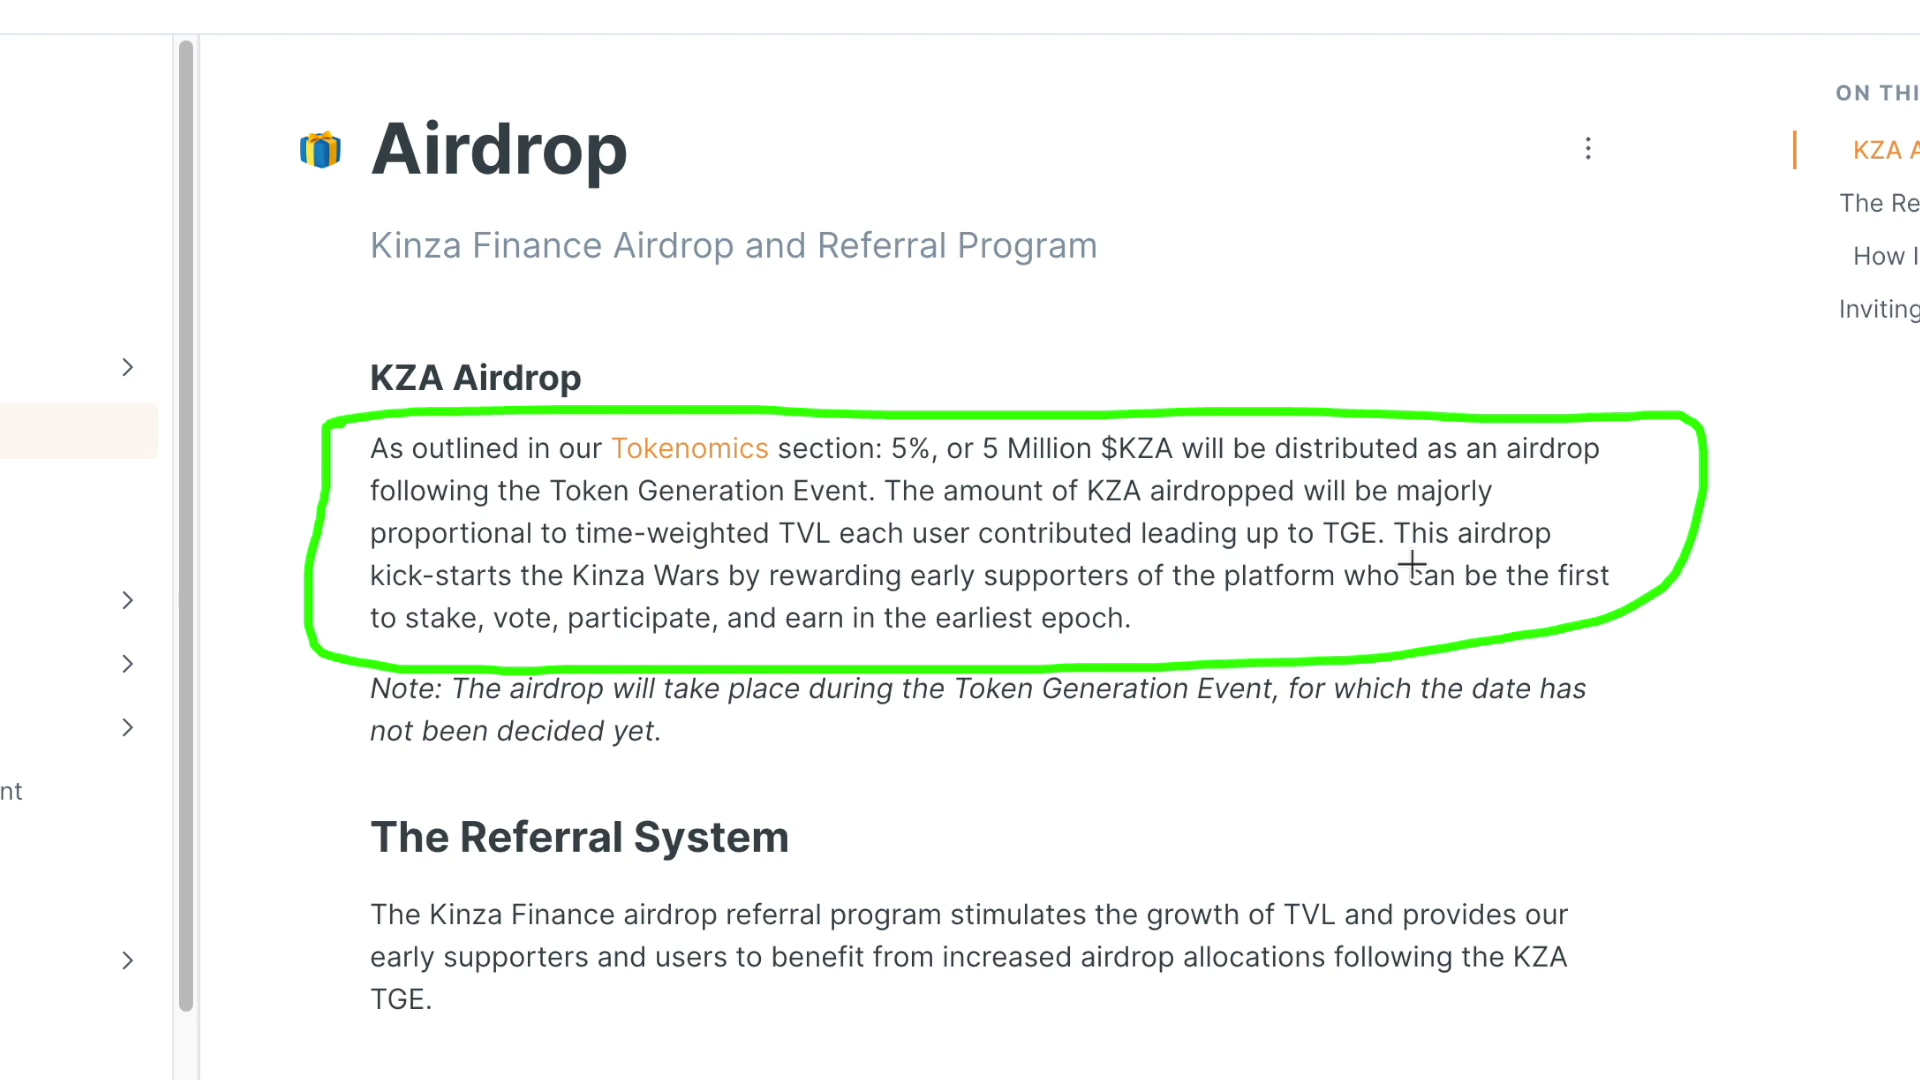 Airdrop
Kinza Finance Airdrop and Referral Program
KZA Airdrop
As outlined in our Tokenomics section: 5%, or 5 Million $KZA will be distributed as an airdrop
following the Token Generation Event. The amount of KZA airdropped will be majorly
proportional to time-weighted TVL each user contributed leading up to TGE. This airdrop
kick-starts the Kinza Wars by rewarding early supporters of the platform who can be the first
to stake, vote, participate, and earn in the earliest epoch.
Note: The airdrop will take place during the Token Generation Event, for which the date has
not been decided yet.
The Referral System
The Kinza Finance airdrop referral program stimulates the growth of TVL and provides our
early supporters and users to benefit from increased airdrop allocations following the KZA
TGE.
nt
ON THI
KZA A
The Re
How I
Inviting